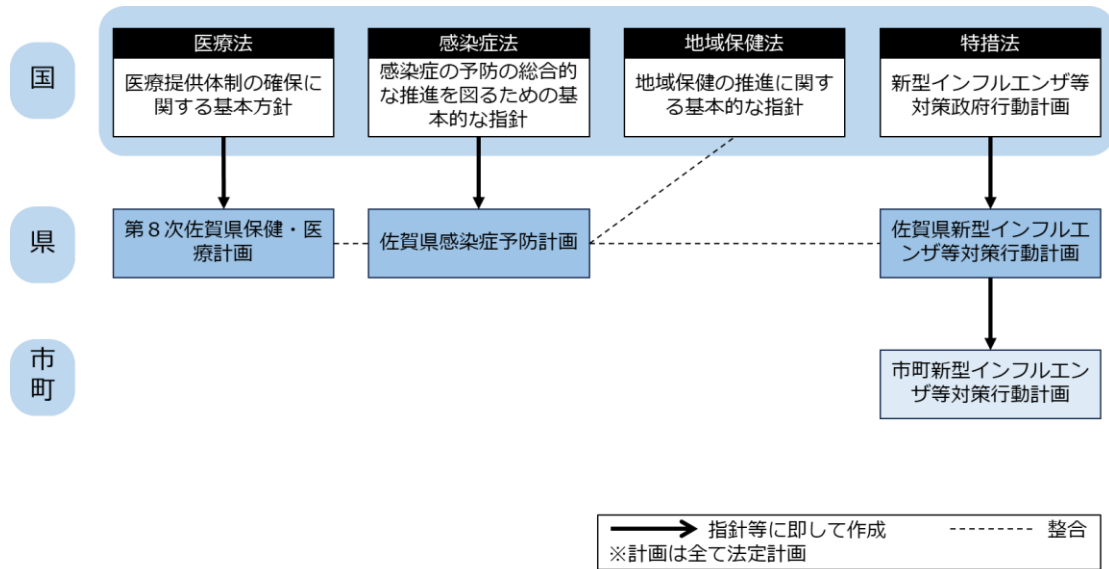 国
医療法
医療提供体制の確保に
関する基本方針
感染症法
感染症の予防の総合的
な推進を図るための基
本的な指針
地域保健法
地域保健の推進に関す
る基本的な指針
特措法
新型インフルエンザ等
対策政府行動計画
県
第８次佐賀県保健・医
療計画
佐賀県感染症予防計画
佐賀県新型インフルエ
ンザ等対策行動計画
市
町
市町新型インフルエン
ザ等対策行動計画
指針等に即して作成
整合
※計画は全て法定計画